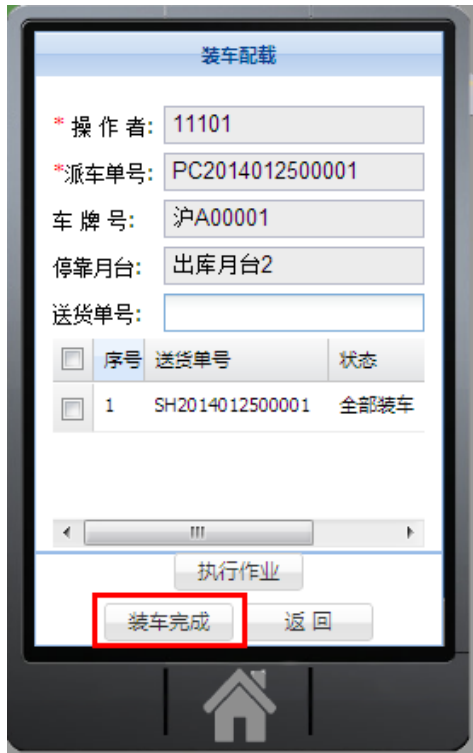 装车配载
* 操 作 者: 11101
*派车单号: PC2014012500001
车 牌 号: 沪A00001
停靠月台: 出库月台2
送货单号:
序号 送货单号 状态
1 SH2014012500001 全部装车
执行作业
装车完成 返 回